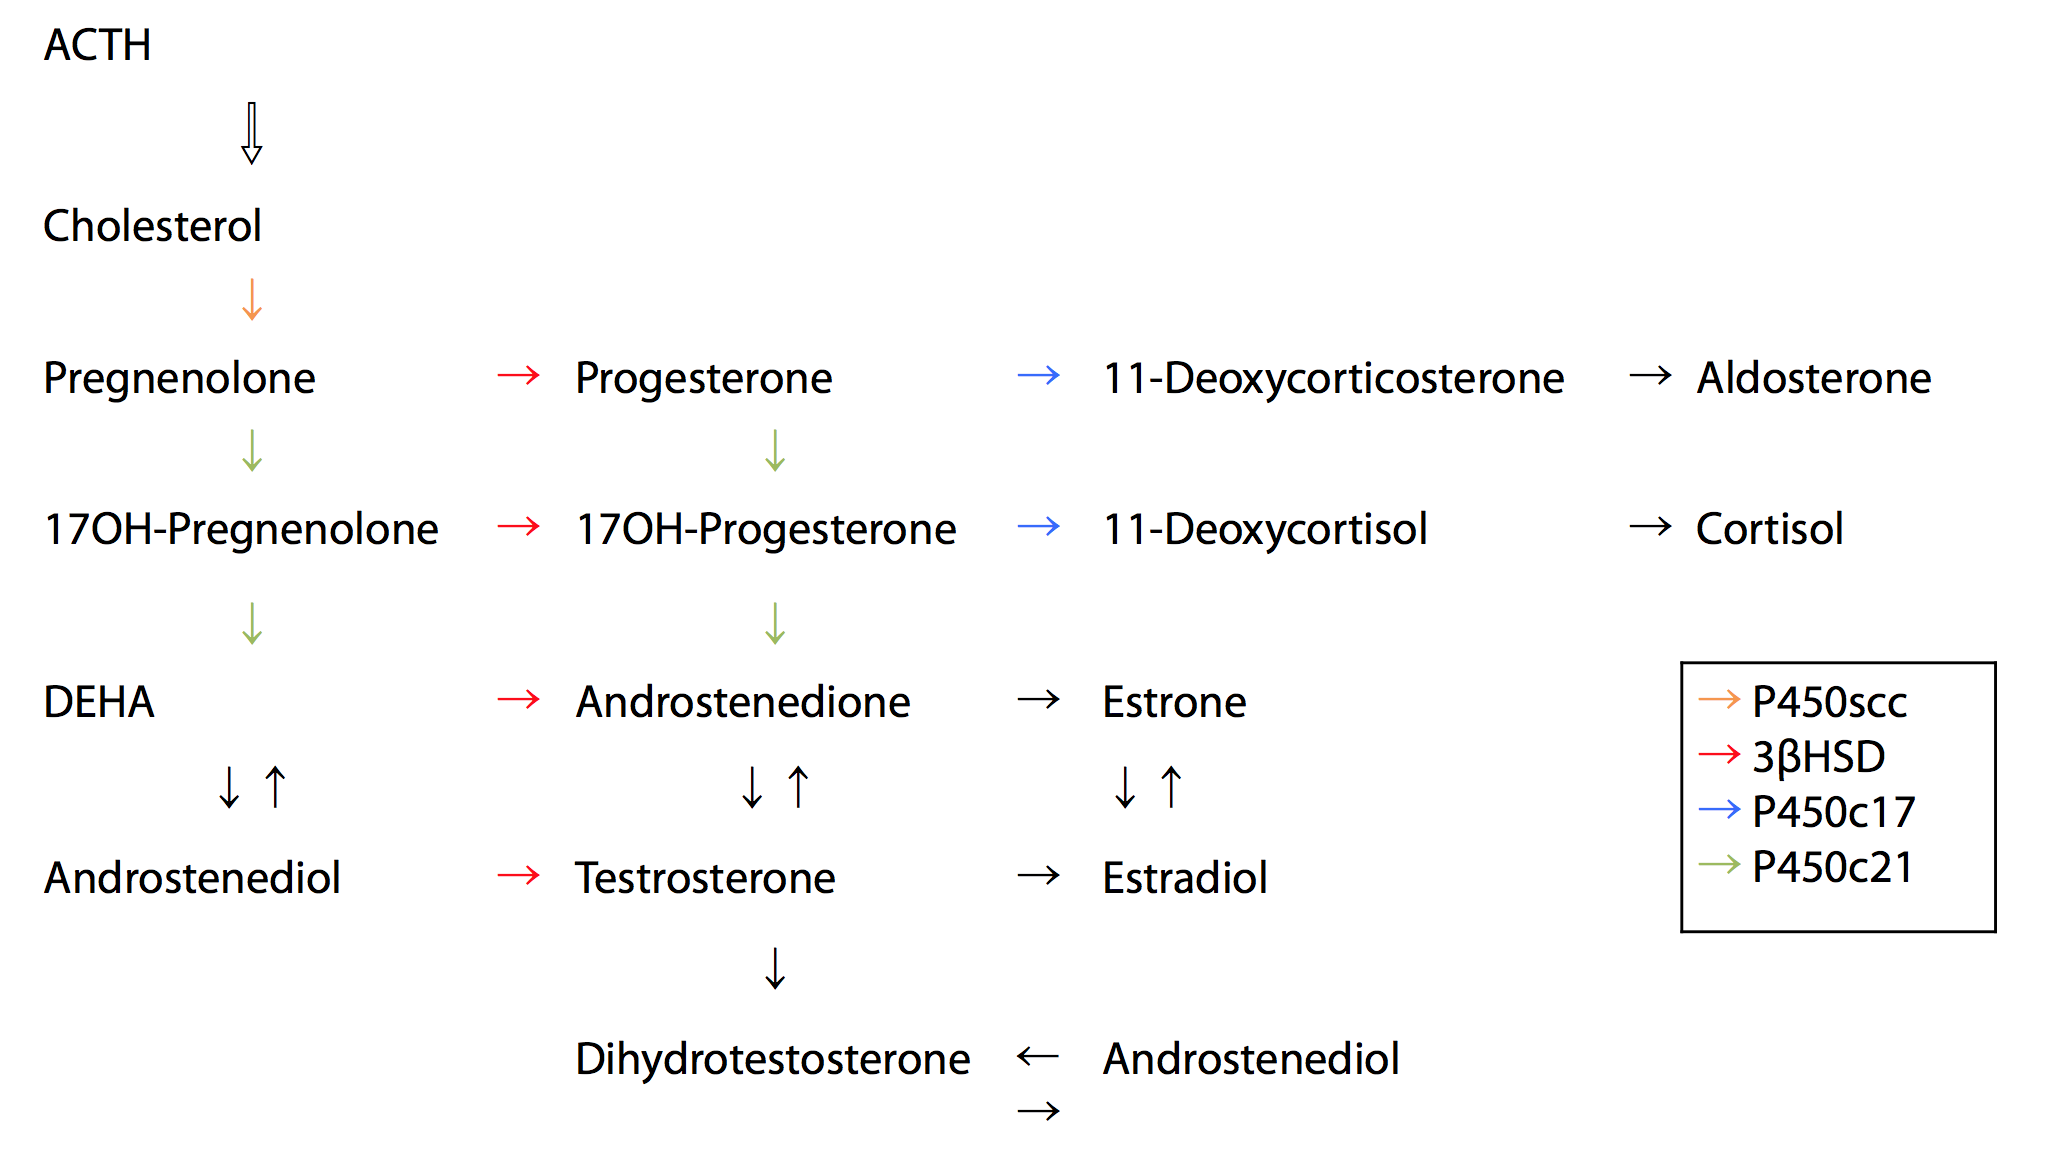 ACTH
Cholesterol
Pregnenolone → Progesterone → 11-Deoxycorticosterone → Aldosterone
17OH-Pregnenolone → 17OH-Progesterone → 11-Deoxycortisol → Cortisol
DEHA → Androstenedione → Estrone
Androstenediol → Testrosterone → Estradiol
Dihydrotestosterone ← Androstenediol
→
→ P450scc
→ 3βHSD
→ P450c17
→ P450c21